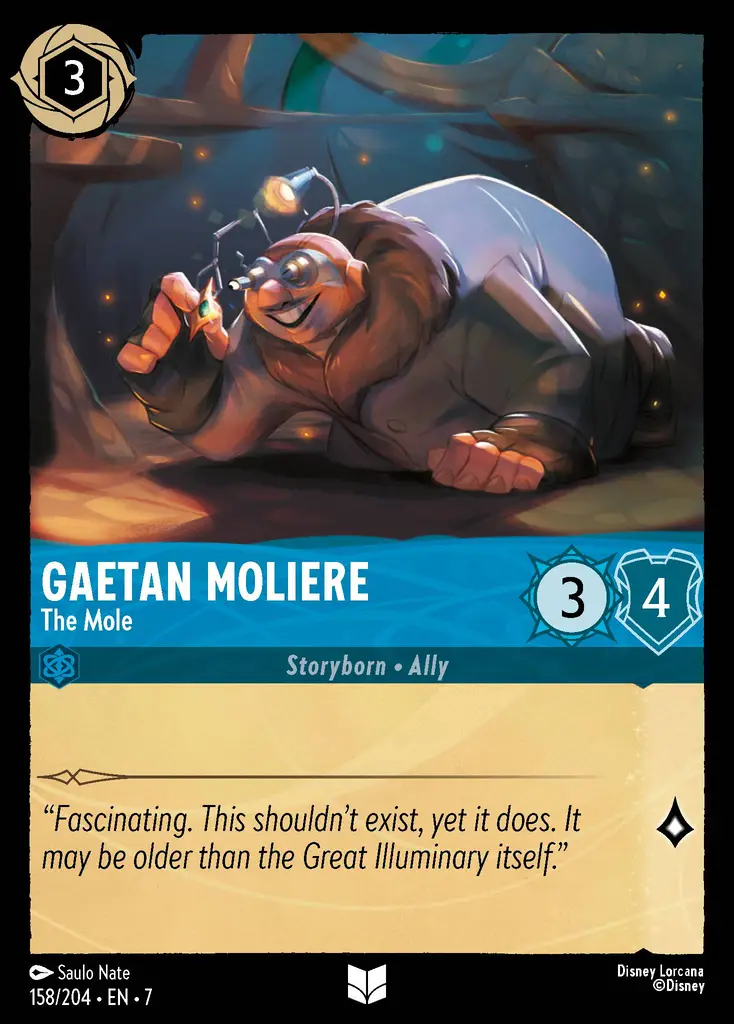 3
GAETAN MOLIERE
The Mole
3
4
Storyborn • Ally
“Fascinating. This shouldn’t exist, yet it does. It
may be older than the Great Illuminary itself.”
Saulo Nate
158/204 • EN • 7
Disney Lorcana
©Disney